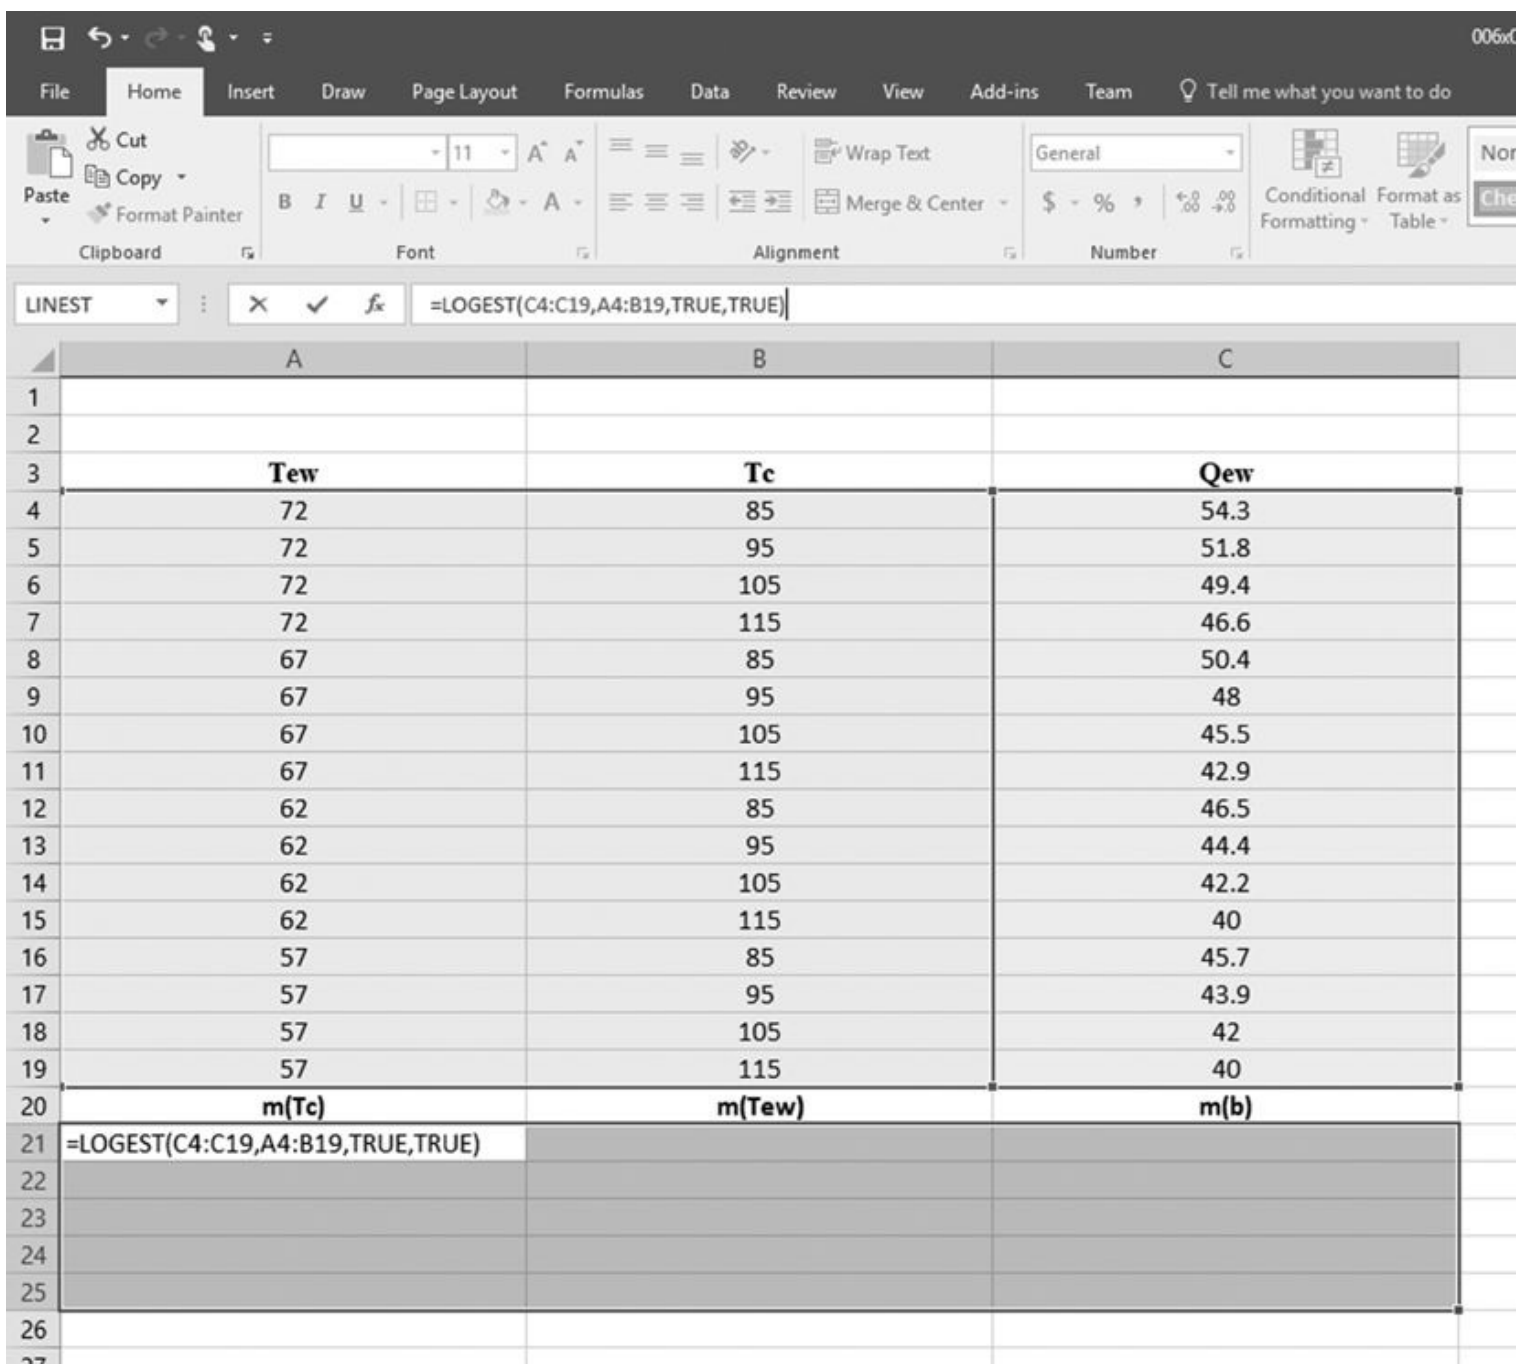 006x
File Home Insert Draw Page Layout Formulas Data Review View Add-ins Team Tell me what you want to do
Cut
Copy
Format Painter
Paste
11 A A
B I U A
Wrap Text
Merge & Center
General
$ % ,
Conditional Formatting
Format as Table
Clipboard Font Alignment Number
LINEST fx =LOGEST(C4:C19,A4:B19,TRUE,TRUE)
A B C
1
2
3 Tew Tc Qew
4 72 85 54.3
5 72 95 51.8
6 72 105 49.4
7 72 115 46.6
8 67 85 50.4
9 67 95 48
10 67 105 45.5
11 67 115 42.9
12 62 85 46.5
13 62 95 44.4
14 62 105 42.2
15 62 115 40
16 57 85 45.7
17 57 95 43.9
18 57 105 42
19 57 115 40
20 m(Tc) m(Tew) m(b)
21 =LOGEST(C4:C19,A4:B19,TRUE,TRUE)
22
23
24
25
26